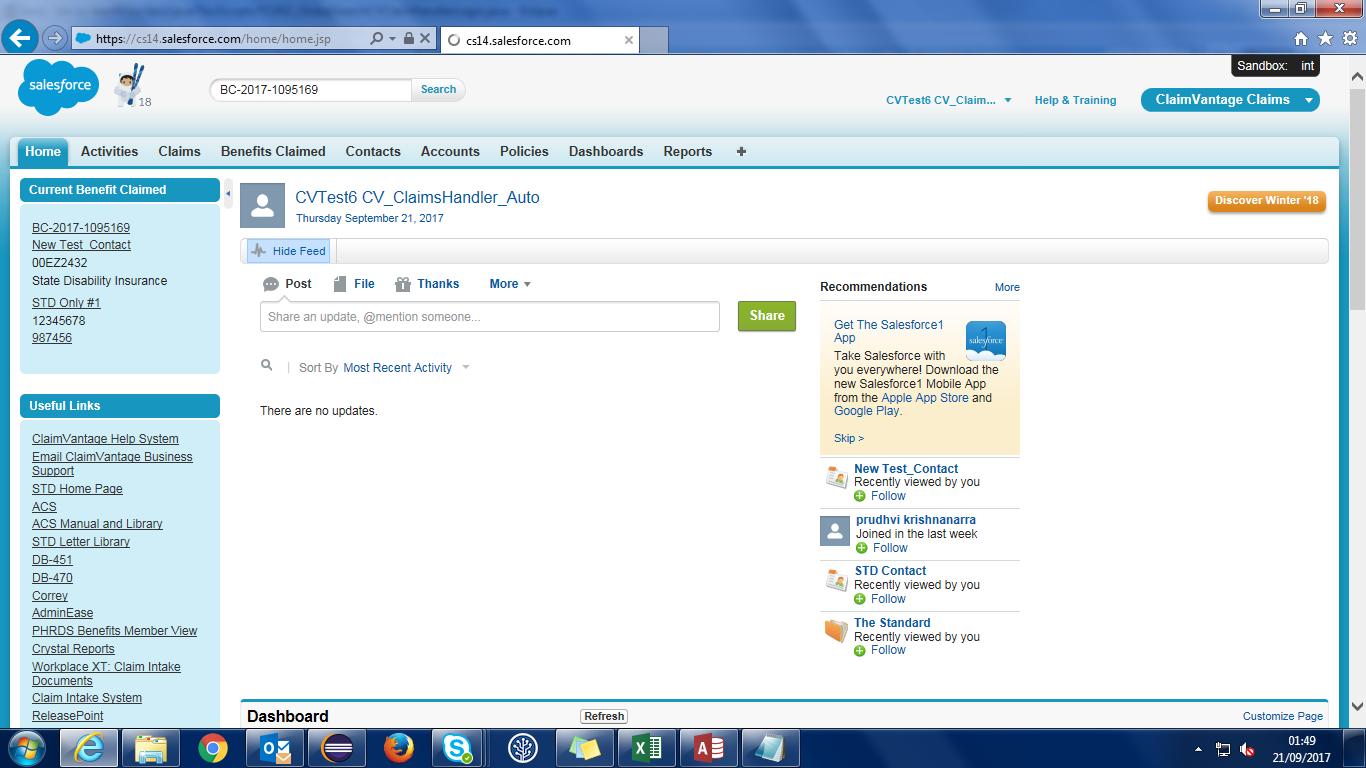 https://cs14.salesforce.com/home/home.jsp
cs14.salesforce.com
Sandbox: int
salesforce
18
BC-2017-1095169
Search
CVTest6 CV_Claim...
Help & Training
ClaimVantage Claims
Home
Activities
Claims
Benefits Claimed
Contacts
Accounts
Policies
Dashboards
Reports
+
Current Benefit Claimed
BC-2017-1095169
New Test_Contact
00EZ2432
State Disability Insurance
STD Only #1
12345678
987456
Useful Links
ClaimVantage Help System
Email ClaimVantage Business
Support
STD Home Page
ACS
ACS Manual and Library
STD Letter Library
DB-451
DB-470
Correy
AdminEase
PHRDS Benefits Member View
Crystal Reports
Workplace XT: Claim Intake
Documents
Claim Intake System
ReleasePoint
CVTest6 CV_ClaimsHandler_Auto
Thursday September 21, 2017
Discover Winter '18
Hide Feed
Post
File
Thanks
More
Share an update, @mention someone...
Share
Sort By Most Recent Activity
There are no updates.
Recommendations
More
Get The Salesforce1
App
1
salesforce
Take Salesforce with
you everywhere! Download the
new Salesforce1 Mobile App
from the Apple App Store and
Google Play.
Skip >
New Test_Contact
Recently viewed by you
Follow
prudhvi krishnanarra
Joined in the last week
Follow
STD Contact
Recently viewed by you
Follow
The Standard
Recently viewed by you
Follow
Dashboard
Refresh
Customize Page
01:49
21/09/2017